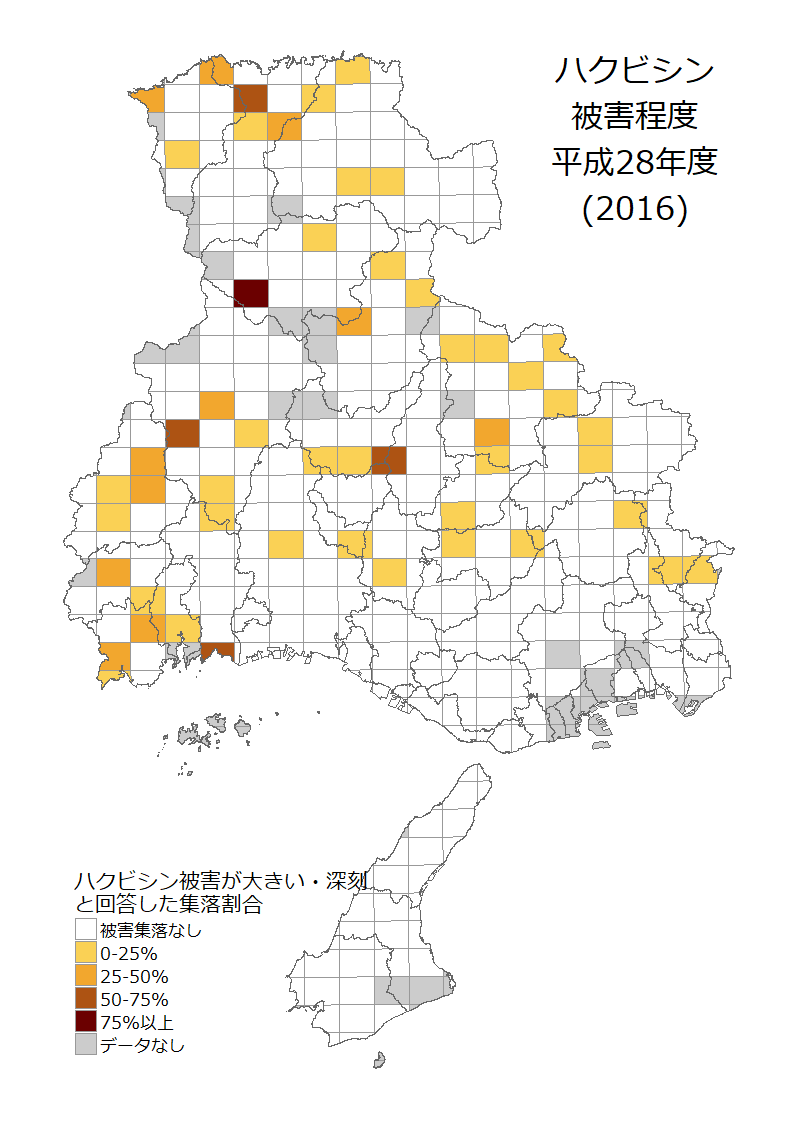 ハクビシン
被害程度
平成28年度
(2016)
ハクビシン被害が大きい・深刻
と回答した集落割合
被害集落なし
0-25%
25-50%
50-75%
75%以上
データなし